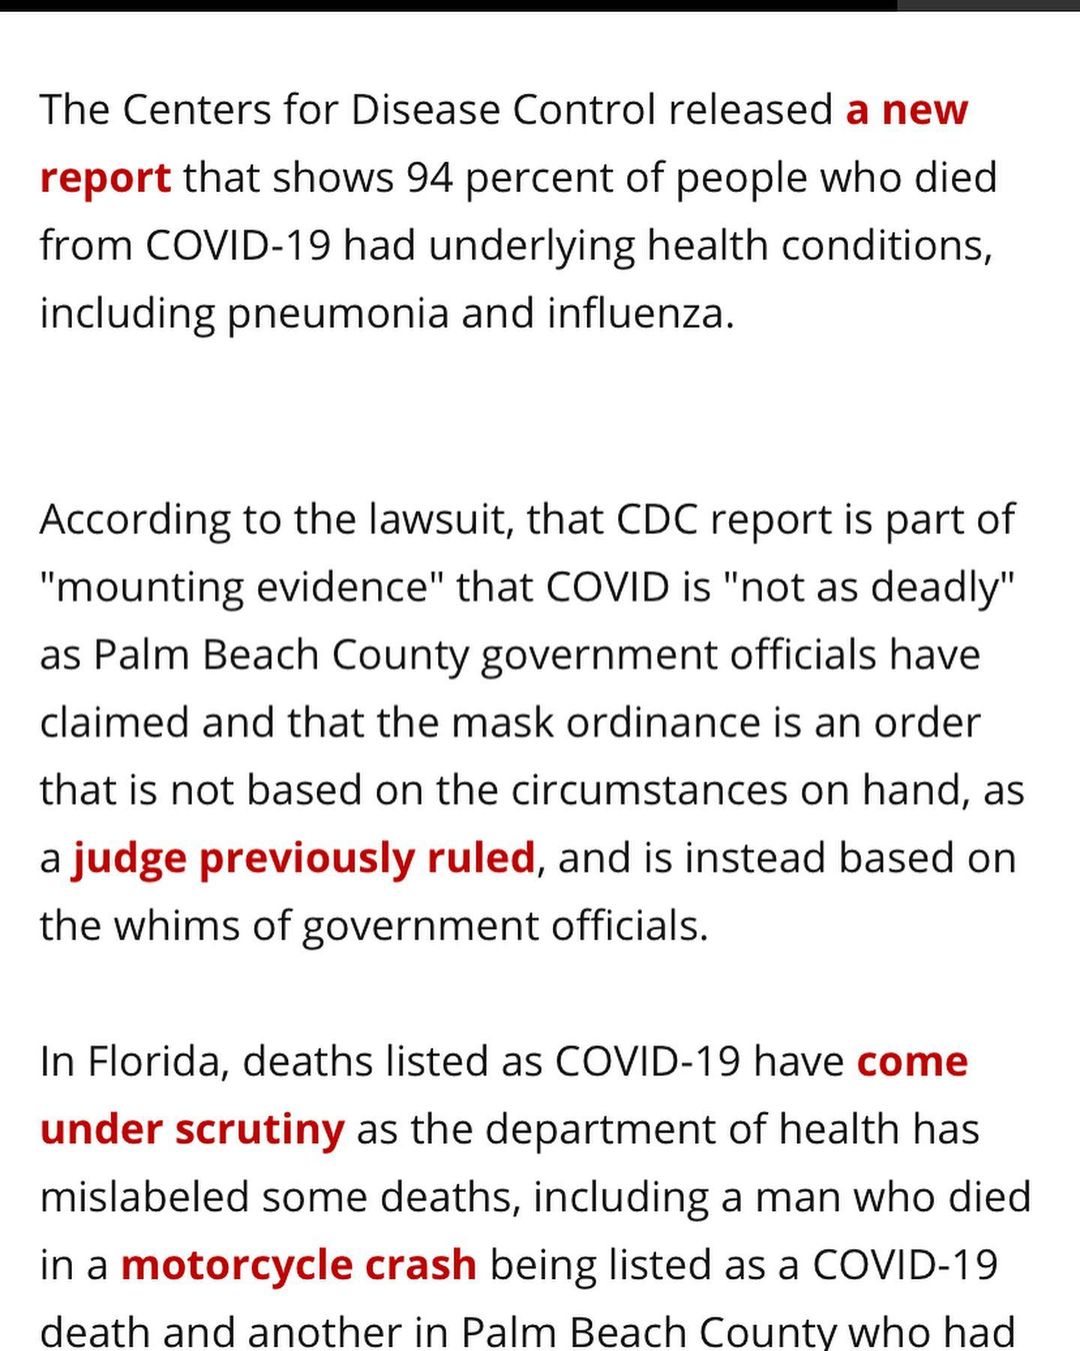 The Centers for Disease Control released a new
report that shows 94 percent of people who died
from COVID-19 had underlying health conditions,
including pneumonia and influenza.
According to the lawsuit, that CDC report is part of
"mounting evidence" that COVID is "not as deadly"
as Palm Beach County government officials have
claimed and that the mask ordinance is an order
that is not based on the circumstances on hand, as
a judge previously ruled, and is instead based on
the whims of government officials.
In Florida, deaths listed as COVID-19 have come
under scrutiny as the department of health has
mislabeled some deaths, including a man who died
in a motorcycle crash being listed as a COVID-19
death and another in Palm Beach County who had